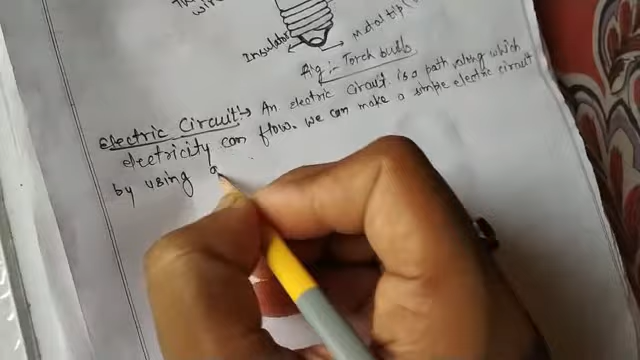 wire
Insulator
Metal tip
Fig:- Torch bulb
Electric Circuit:→ An electric circuit is a path along which
electricity can flow. we can make a simple electric circuit
by using a